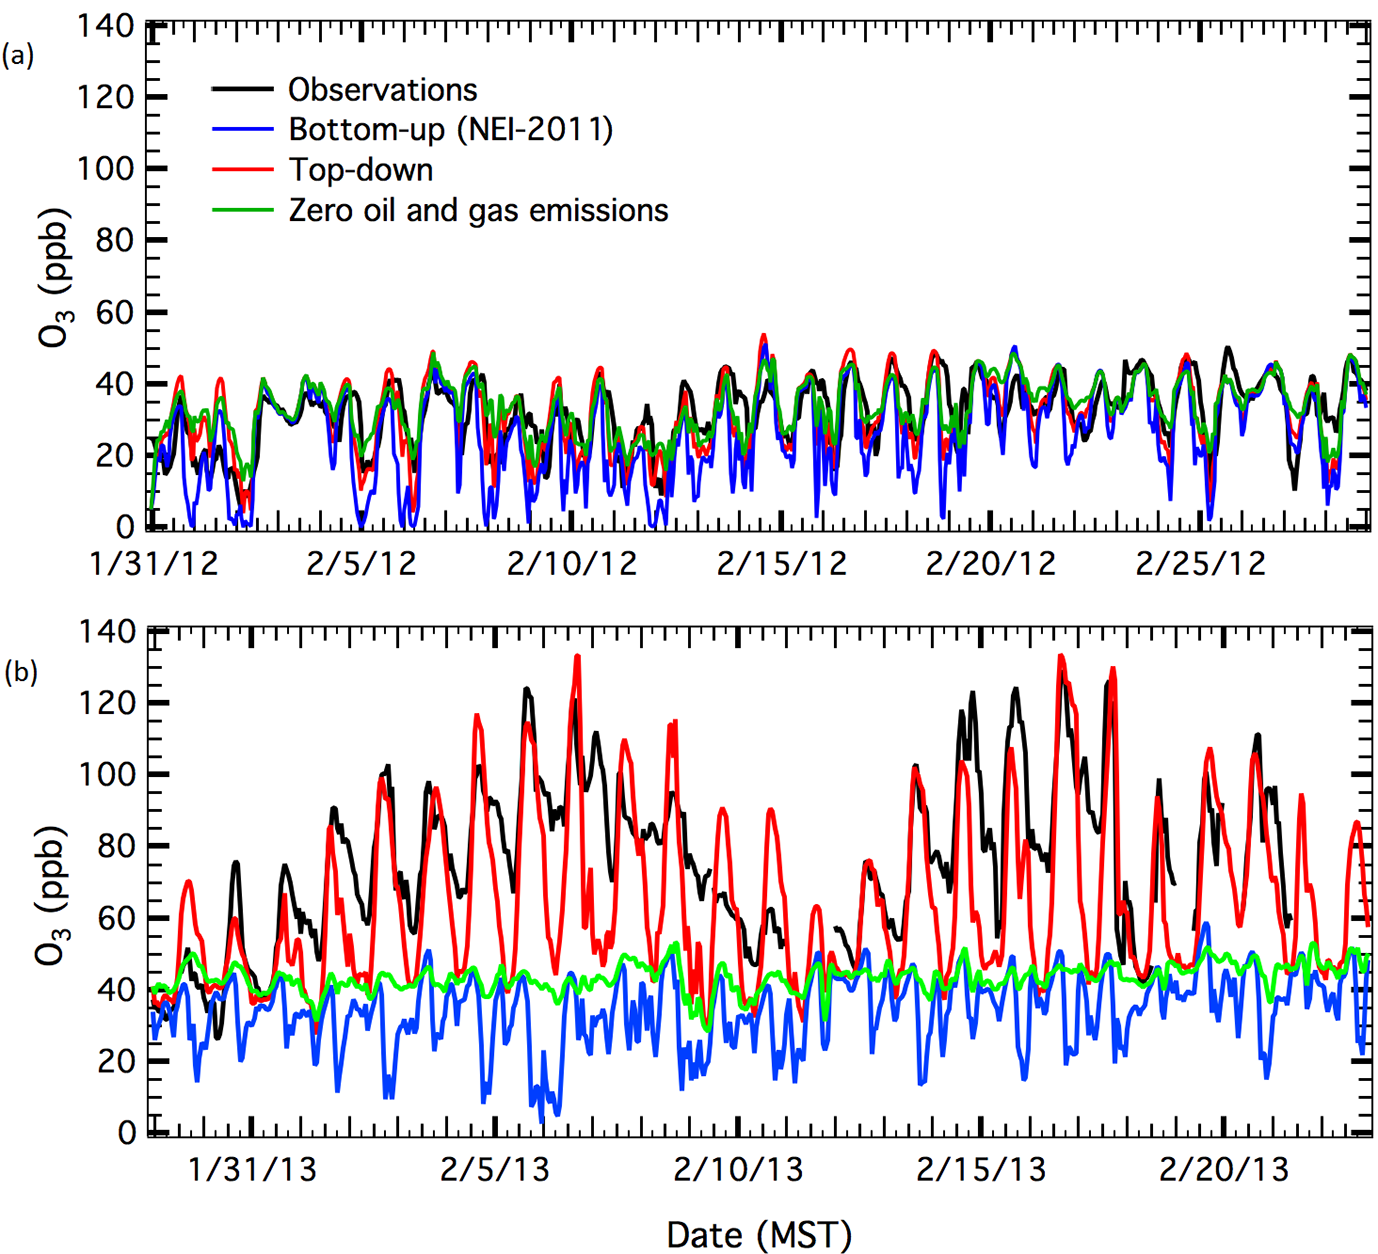 (a)
140
120
100
80
60
40
20
0
O3 (ppb)
Observations
Bottom-up (NEI-2011)
Top-down
Zero oil and gas emissions
1/31/12 2/5/12 2/10/12 2/15/12 2/20/12 2/25/12
(b)
140
120
100
80
60
40
20
0
O3 (ppb)
1/31/13 2/5/13 2/10/13 2/15/13 2/20/13
Date (MST)